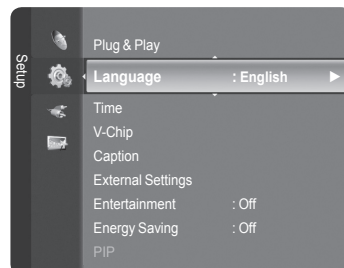 Setup
Plug & Play
Language : English
Time
V-Chip
Caption
External Settings
Entertainment : Off
Energy Saving : Off
PIP